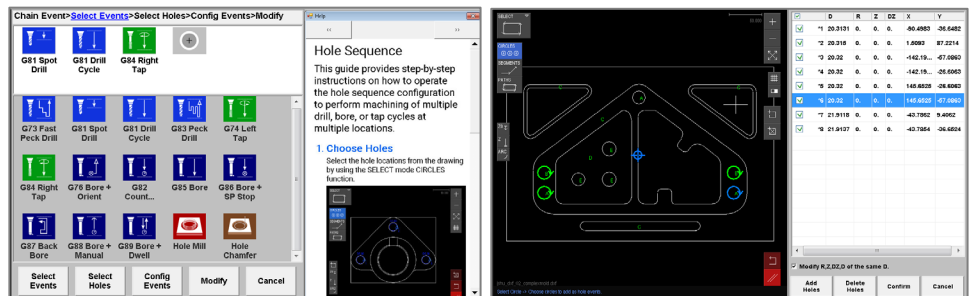 Chain Event>Select Events>Select Holes>Config Events>Modify
G81 Spot Drill
G81 Drill Cycle
G84 Right Tap
G73 Fast Peck Drill
G81 Spot Drill
G81 Drill Cycle
G83 Peck Drill
G74 Left Tap
G84 Right Tap
G76 Bore + Orient
G82 Count...
G85 Bore
G86 Bore + SP Stop
G87 Back Bore
G88 Bore + Manual
G89 Bore + Dwell
Hole Mill
Hole Chamfer
Select Events
Select Holes
Config Events
Modify
Cancel
Help
Hole Sequence
This guide provides step-by-step
instructions on how to operate
the hole sequence configuration
to perform machining of multiple
drill, bore, or tap cycles at
multiple locations.
1. Choose Holes
Select the hole locations from the drawing
by using the SELECT mode CIRCLES
function.
SELECT
CIRCLES
SEGMENTS
PATHS
D R Z DZ X Y
*1 20.3131 0. 0. 0.
*2 20.316 0. 0. 0. 1.6093 87.2214
*3 20.32 0. 0. 0. -142.19... -57.0860
*4 20.32 0. 0. 0. -142.19... -26.6063
*5 20.32 0. 0. 0. 145.6525 -26.6063
*6 20.32 0. 0. 0. 145.6525 -57.0860
*7 21.9118 0. 0. 0. -43.7862 9.4062
*8 21.9137 0. 0. 0. -43.7854 -36.6524
Modify R,Z,DZ,D of the same D.
Add Holes
Delete Holes
Confirm
Cancel